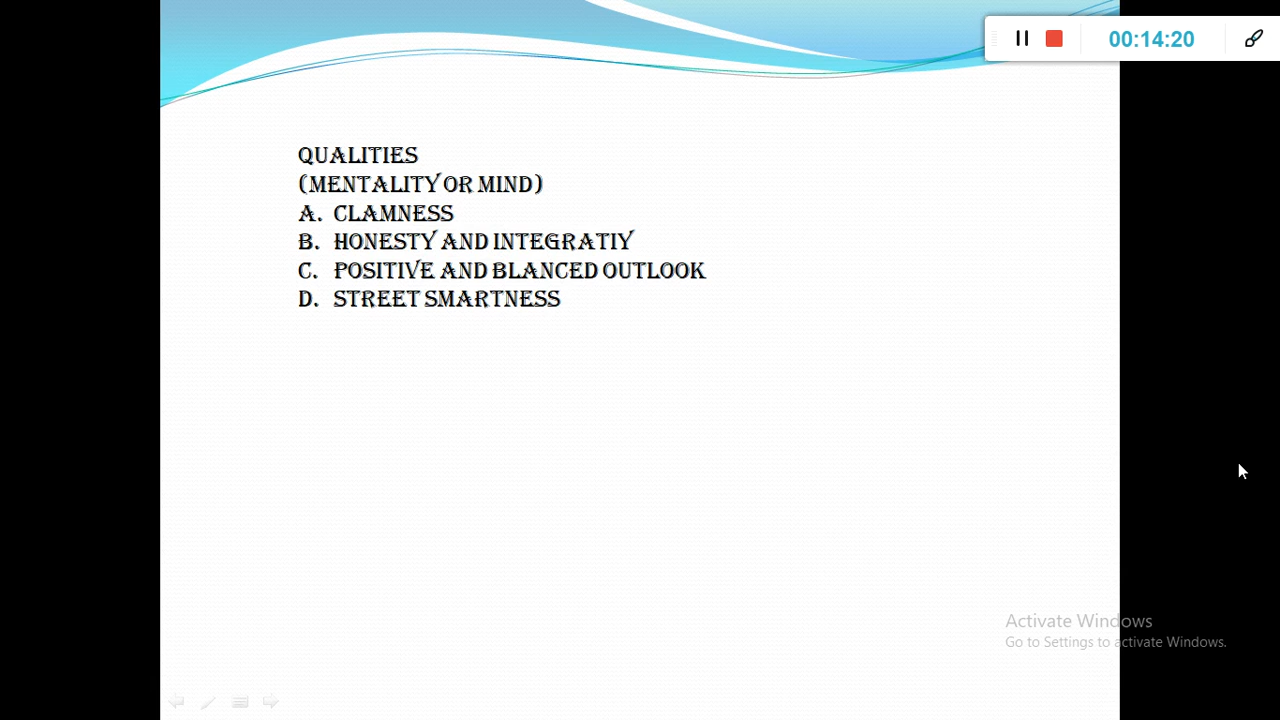 00:14:20
QUALITIES
(MENTALITY OR MIND)
A. CLAMNESS
B. HONESTY AND INTEGRATIY
C. POSITIVE AND BLANCED OUTLOOK
D. STREET SMARTNESS
Activate Windows
Go to Settings to activate Windows.